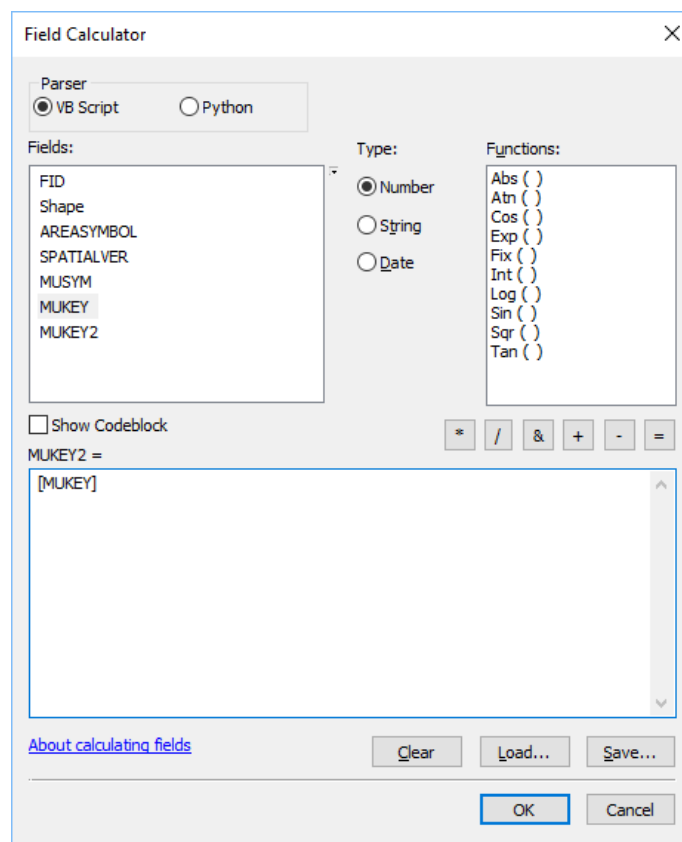 Field Calculator
Parser
VB Script Python
Fields: Type: Functions:
FID
Shape
AREASYMBOL
SPATIALVER
MUSYM
MUKEY
MUKEY2
Number
String
Date
Abs ( )
Atn ( )
Cos ( )
Exp ( )
Fix ( )
Int ( )
Log ( )
Sin ( )
Sqr ( )
Tan ( )
Show Codeblock
* / & + - =
MUKEY2 =
[MUKEY]
About calculating fields Clear Load... Save...
OK Cancel